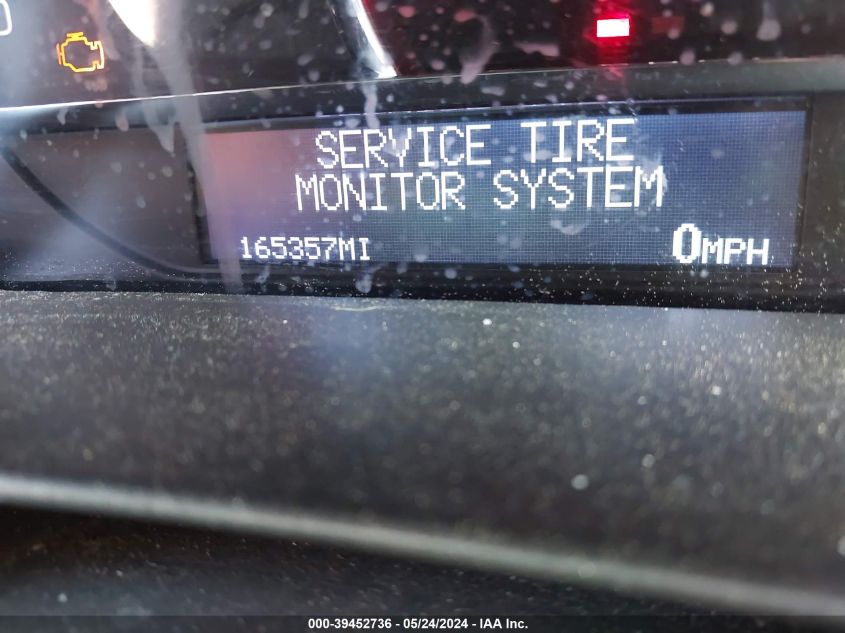 SERVICE TIRE
MONITOR SYSTEM
165357MI 0MPH
000-39452736 - 05/24/2024 - IAA Inc.